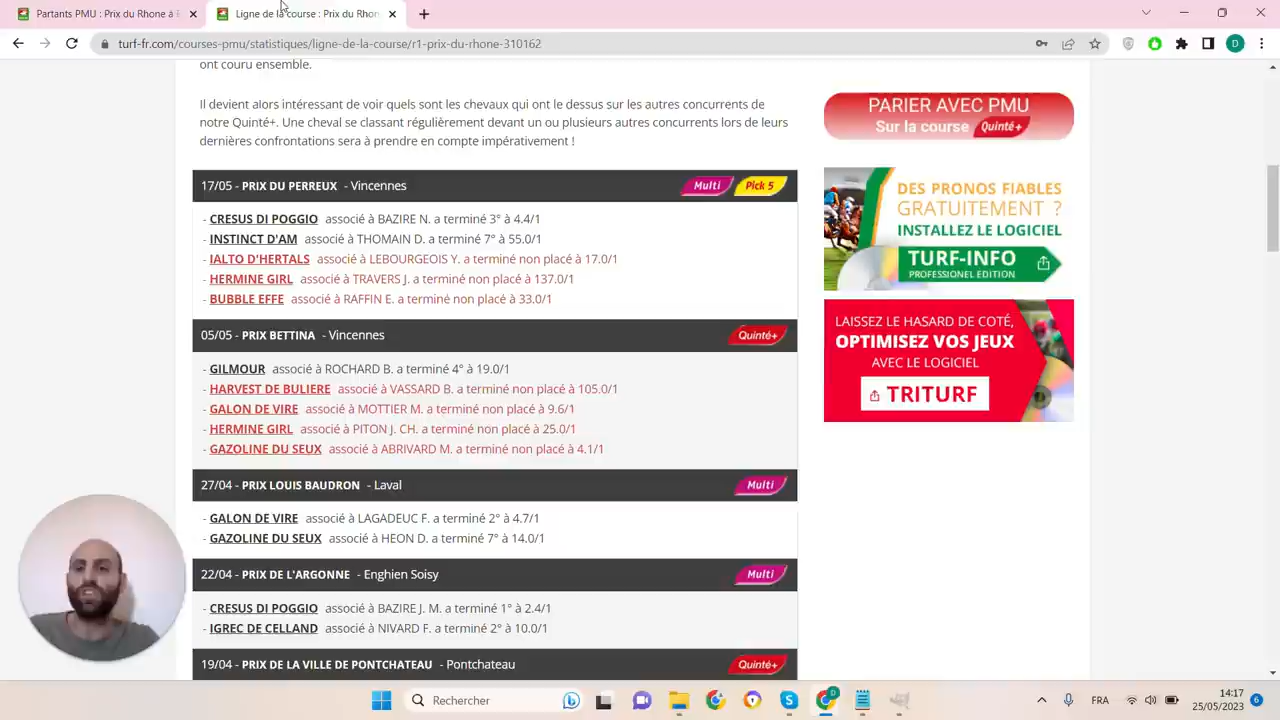 Partants PMU : Prix du Rhone à
Ligne de la course : Prix du Rhon
turf-fr.com/courses-pmu/statistiques/ligne-de-la-course/r1-prix-du-rhone-310162
D
ont couru ensemble.
Il devient alors intéressant de voir quels sont les chevaux qui ont le dessus sur les autres concurrents de
notre Quinté+. Une cheval se classant régulièrement devant un ou plusieurs autres concurrents lors de leurs
dernières confrontations sera à prendre en compte impérativement !
17/05 - PRIX DU PERREUX - Vincennes Multi Pick 5
- CRESUS DI POGGIO associé à BAZIRE N. a terminé 3° à 4.4/1
- INSTINCT D'AM associé à THOMAIN D. a terminé 7° à 55.0/1
- IALTO D'HERTALS associé à LEBOURGEOIS Y. a terminé non placé à 17.0/1
- HERMINE GIRL associé à TRAVERS J. a terminé non placé à 137.0/1
- BUBBLE EFFE associé à RAFFIN E. a terminé non placé à 33.0/1
05/05 - PRIX BETTINA - Vincennes Quinté+
- GILMOUR associé à ROCHARD B. a terminé 4° à 19.0/1
- HARVEST DE BULIERE associé à VASSARD B. a terminé non placé à 105.0/1
- GALON DE VIRE associé à MOTTIER M. a terminé non placé à 9.6/1
- HERMINE GIRL associé à PITON J. CH. a terminé non placé à 25.0/1
- GAZOLINE DU SEUX associé à ABRIVARD M. a terminé non placé à 4.1/1
27/04 - PRIX LOUIS BAUDRON - Laval Multi
- GALON DE VIRE associé à LAGADEUC F. a terminé 2° à 4.7/1
- GAZOLINE DU SEUX associé à HEON D. a terminé 7° à 14.0/1
22/04 - PRIX DE L'ARGONNE - Enghien Soisy Multi
- CRESUS DI POGGIO associé à BAZIRE J. M. a terminé 1° à 2.4/1
- IGREC DE CELLAND associé à NIVARD F. a terminé 2° à 10.0/1
19/04 - PRIX DE LA VILLE DE PONTCHATEAU - Pontchateau Quinté+
PARIER AVEC PMU
Sur la course Quinté+
DES PRONOS FIABLES
GRATUITEMENT ?
INSTALLEZ LE LOGICIEL
TURF-INFO
PROFESSIONEL EDITION
LAISSEZ LE HASARD DE COTÉ,
OPTIMISEZ VOS JEUX
AVEC LE LOGICIEL
TRITURF
Rechercher
FRA
14:17
25/05/2023
6